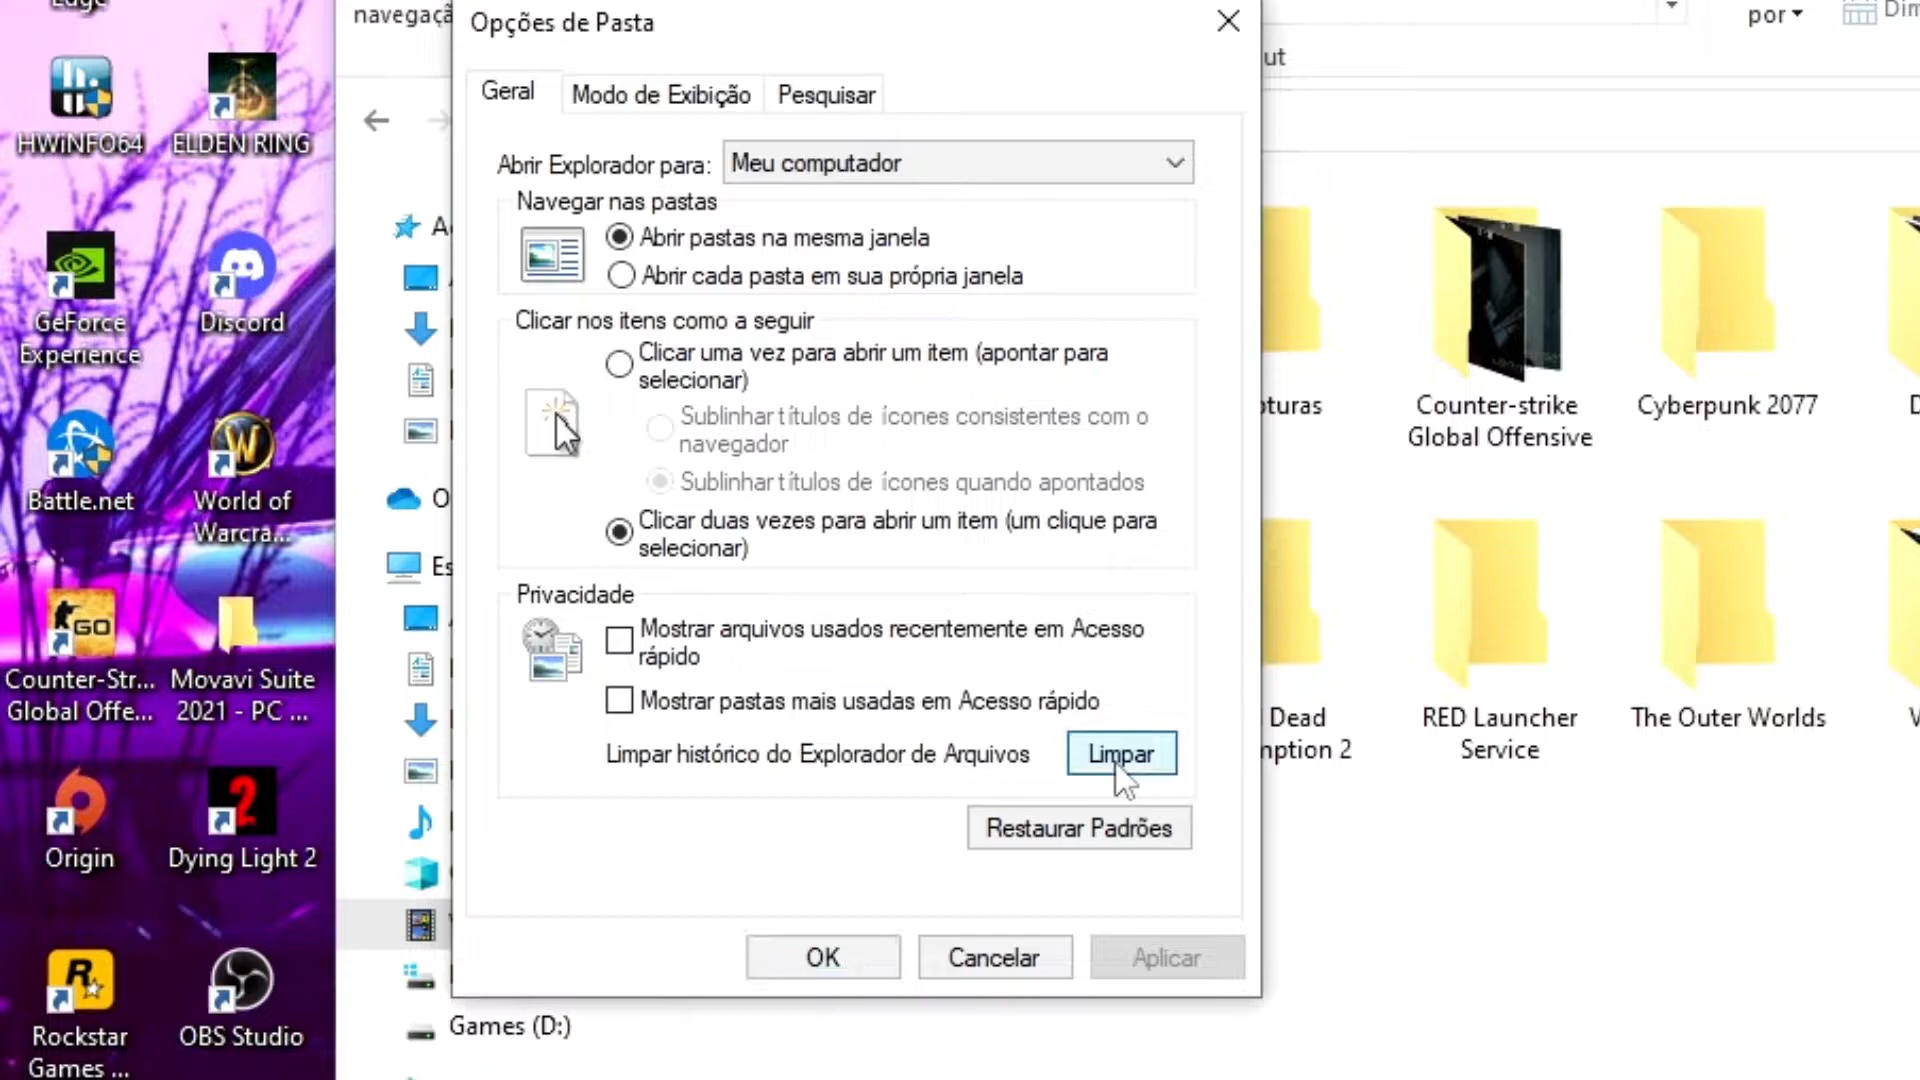 Edge
HWiNFO64
ELDEN RING
GeForce
Experience
Discord
Battle.net
World of
Warcra...
GO
Counter-Str...
Global Offe...
Movavi Suite
2021 - PC ...
Origin
2
Dying Light 2
R
Rockstar
Games ...
OBS Studio
Opções de Pasta
Geral
Modo de Exibição
Pesquisar
Abrir Explorador para:
Meu computador
Navegar nas pastas
Abrir pastas na mesma janela
Abrir cada pasta em sua própria janela
Clicar nos itens como a seguir
Clicar uma vez para abrir um item (apontar para
selecionar)
Sublinhar títulos de ícones consistentes com o
navegador
Sublinhar títulos de ícones quando apontados
Clicar duas vezes para abrir um item (um clique para
selecionar)
Privacidade
Mostrar arquivos usados recentemente em Acesso
rápido
Mostrar pastas mais usadas em Acesso rápido
Limpar histórico do Explorador de Arquivos
Limpar
Restaurar Padrões
OK
Cancelar
Aplicar
Games (D:)
por
Counter-strike
Global Offensive
Cyberpunk 2077
Dead
mption 2
RED Launcher
Service
The Outer Worlds